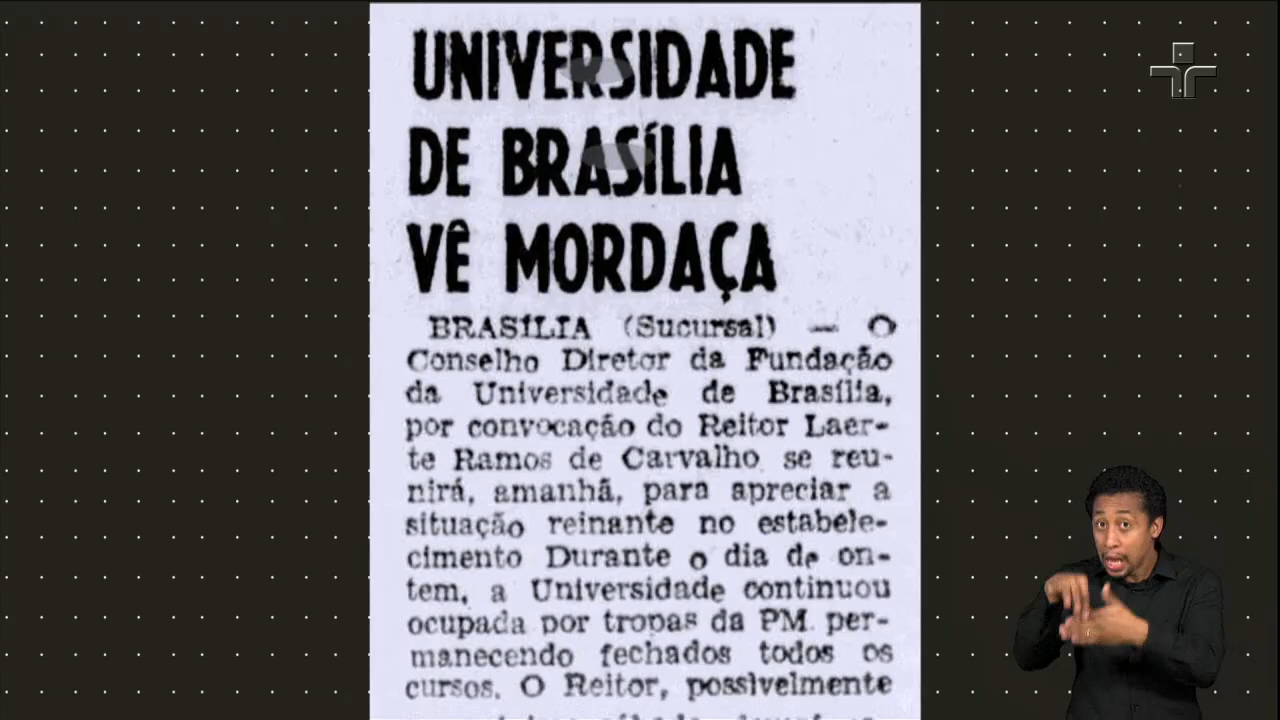 UNIVERSIDADE
DE BRASÍLIA
VÊ MORDAÇA
BRASÍLIA (Sucursal) — O
Conselho Diretor da Fundação
da Universidade de Brasília,
por convocação do Reitor Laer-
te Ramos de Carvalho se reu-
nirá, amanhã, para apreciar a
situação reinante no estabele-
cimento Durante o dia de on-
tem, a Universidade continuou
ocupada por tropas da PM. per-
manecendo fechados todos os
cursos. O Reitor, possivelmente